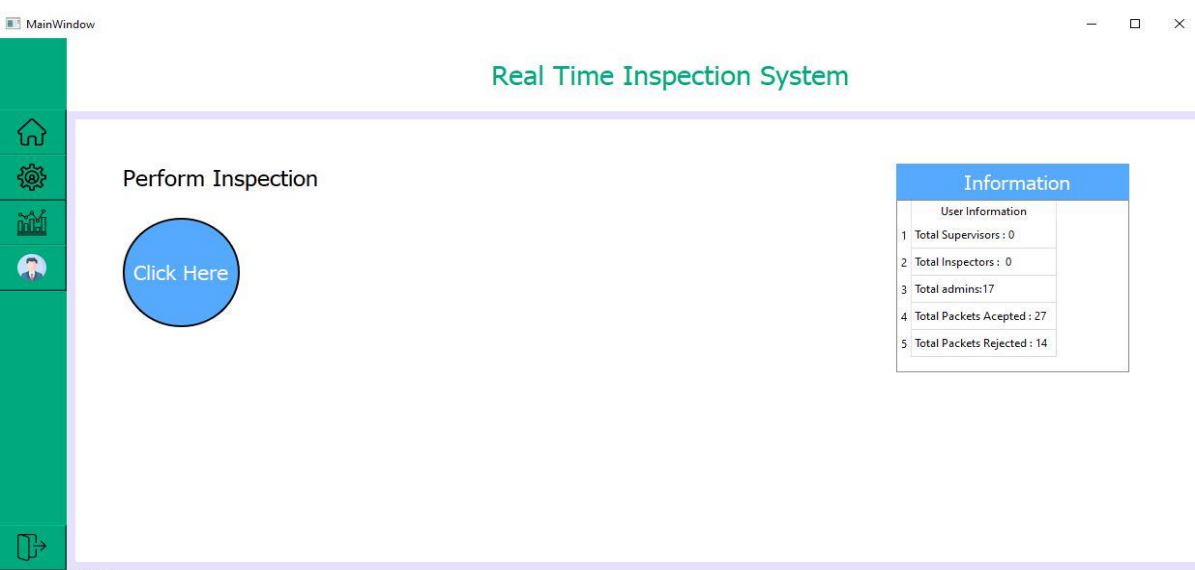 MainWindow
Real Time Inspection System
Perform Inspection
Click Here
Information
User Information
1 Total Supervisors : 0
2 Total Inspectors :  0
3 Total admins:17
4 Total Packets Acepted : 27
5 Total Packets Rejected : 14